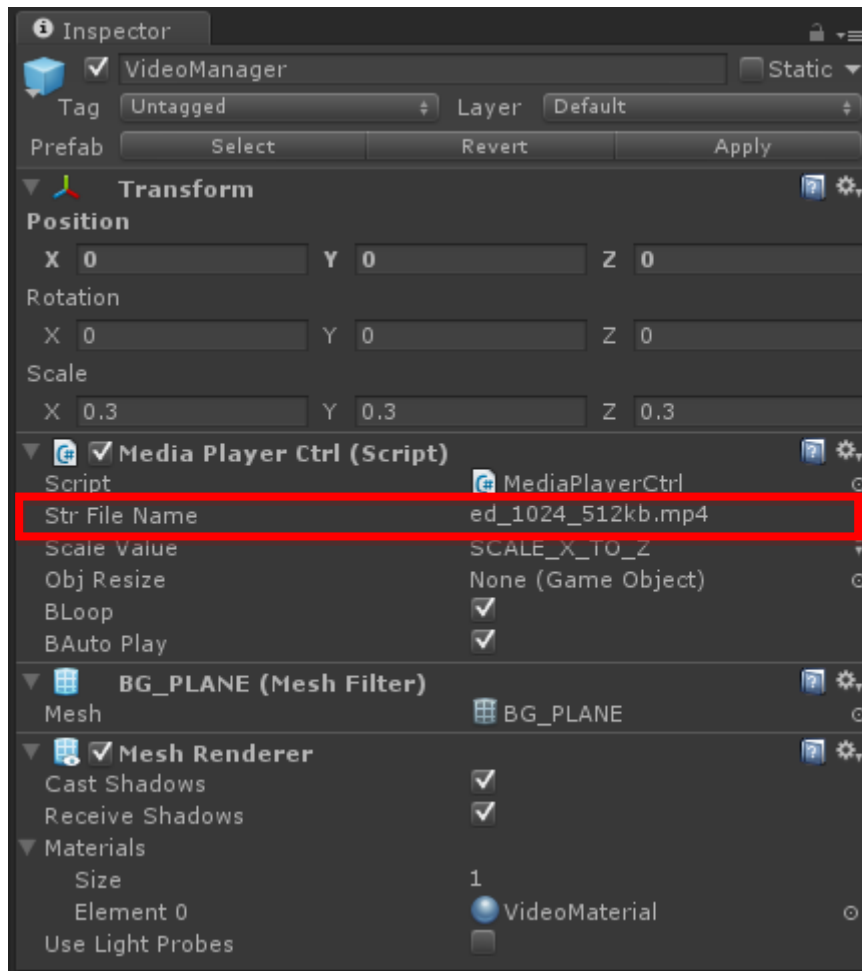 Inspector
VideoManager Static
Tag Untagged Layer Default
Prefab Select Revert Apply
Transform
Position
X 0 Y 0 Z 0
Rotation
X 0 Y 0 Z 0
Scale
X 0.3 Y 0.3 Z 0.3
Media Player Ctrl (Script)
Script MediaPlayerCtrl
Str File Name ed_1024_512kb.mp4
Scale Value SCALE_X_TO_Z
Obj Resize None (Game Object)
BLoop
BAuto Play
BG_PLANE (Mesh Filter)
Mesh BG_PLANE
Mesh Renderer
Cast Shadows
Receive Shadows
Materials
Size 1
Element 0 VideoMaterial
Use Light Probes